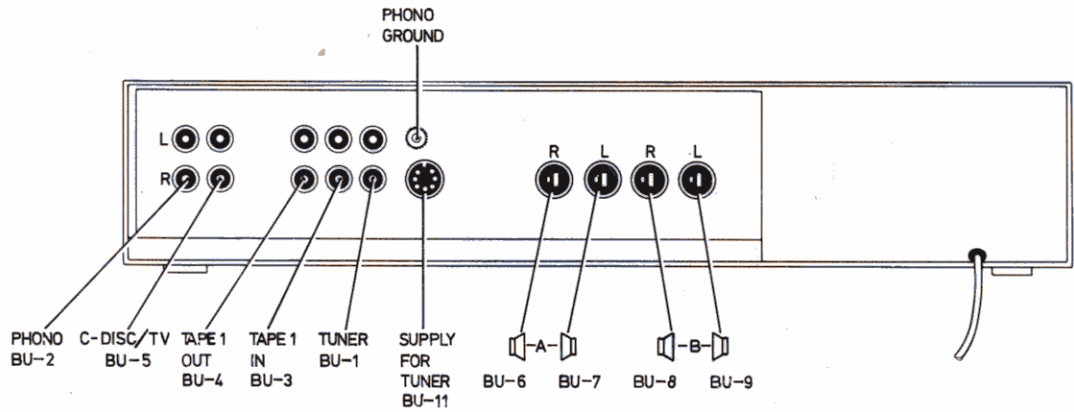 PHONO
GROUND
L
R
R L R L
PHONO
BU-2
C-DISC/TV
BU-5
TAPE 1
OUT
BU-4
TAPE 1
IN
BU-3
TUNER
BU-1
SUPPLY
FOR
TUNER
BU-11
A
BU-6 BU-7
B
BU-8 BU-9